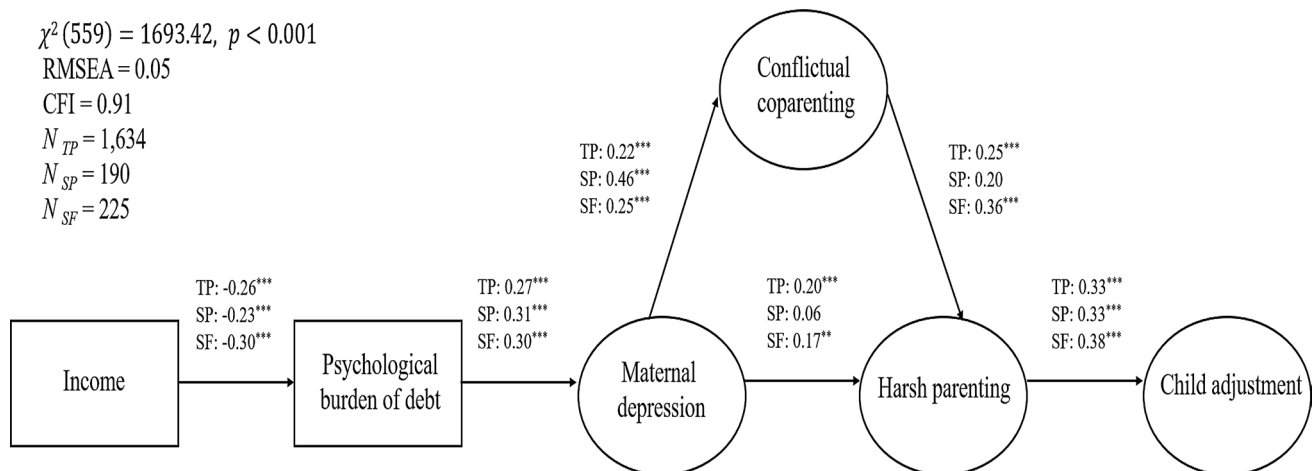 χ² (559) = 1693.42, p < 0.001
RMSEA = 0.05
CFI = 0.91
N TP = 1,634
N SP = 190
N SF = 225
Conflictual
coparenting
TP: 0.22***
SP: 0.46***
SF: 0.25***
TP: 0.25***
SP: 0.20
SF: 0.36***
TP: -0.26***
SP: -0.23***
SF: -0.30***
TP: 0.27***
SP: 0.31***
SF: 0.30***
TP: 0.20***
SP: 0.06
SF: 0.17**
TP: 0.33***
SP: 0.33***
SF: 0.38***
Income
Psychological
burden of debt
Maternal
depression
Harsh parenting
Child adjustment